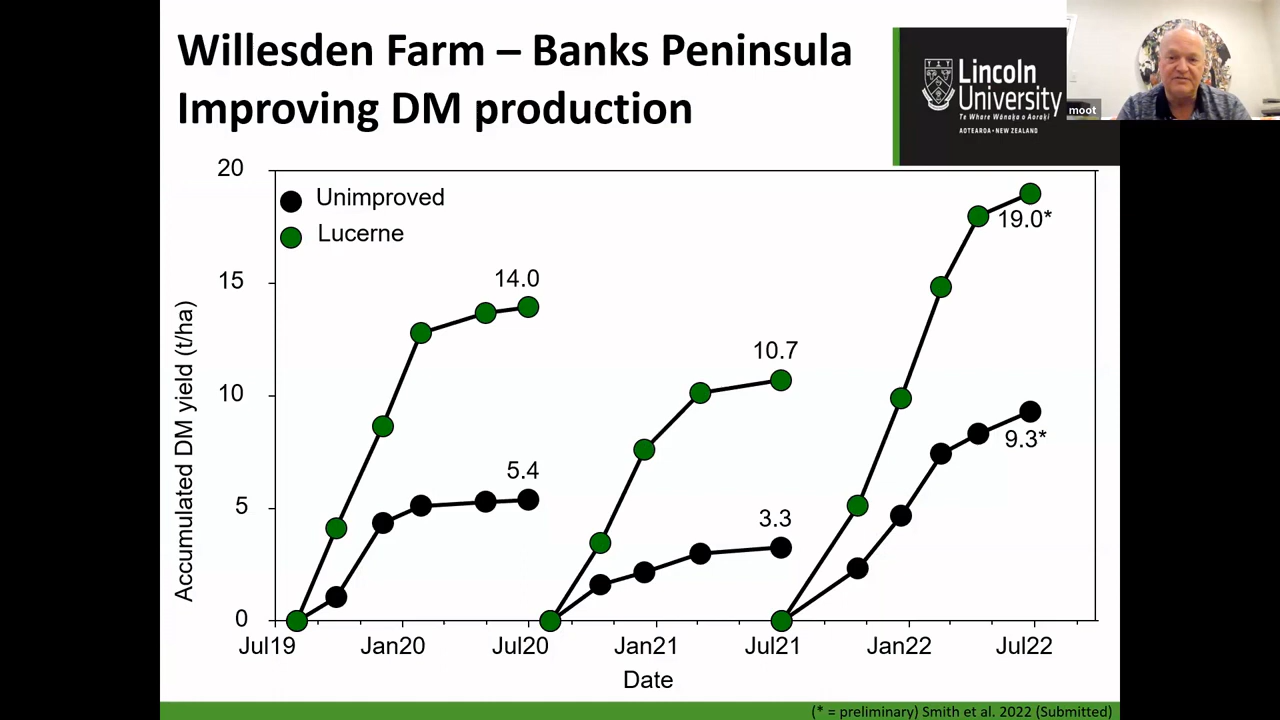 Willesden Farm – Banks Peninsula
Improving DM production
Lincoln
University
Te Whare Wānaka o Aoraki
AOTEAROA • NEW ZEALAND
moot
20
15
10
5
0
Accumulated DM yield (t/ha)
Unimproved
Lucerne
14.0
5.4
10.7
3.3
19.0*
9.3*
Jul19 Jan20 Jul20 Jan21 Jul21 Jan22 Jul22
Date
(* = preliminary) Smith et al. 2022 (Submitted)